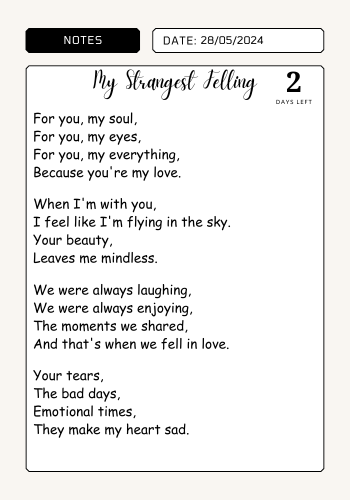 NOTES
DATE: 28/05/2024
My Strangest Felling
2
DAYS LEFT
For you, my soul,
For you, my eyes,
For you, my everything,
Because you're my love.
When I'm with you,
I feel like I'm flying in the sky.
Your beauty,
Leaves me mindless.
We were always laughing,
We were always enjoying,
The moments we shared,
And that's when we fell in love.
Your tears,
The bad days,
Emotional times,
They make my heart sad.